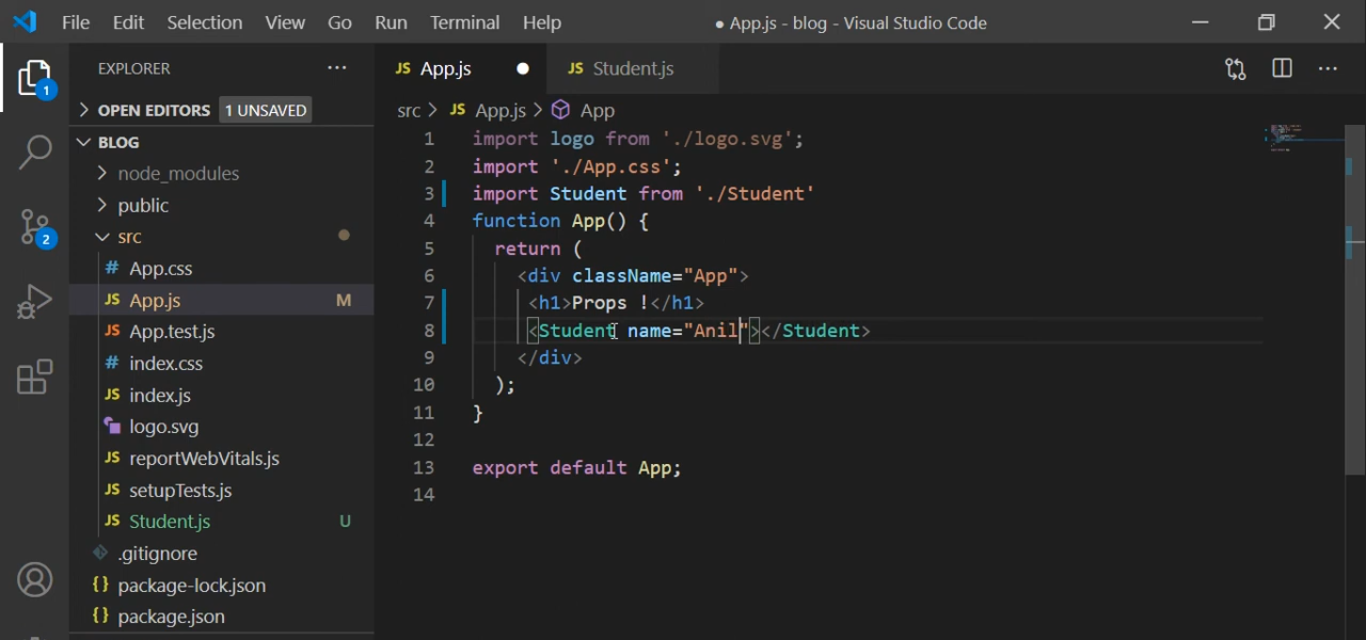 File Edit Selection View Go Run Terminal Help ● App.js - blog - Visual Studio Code
EXPLORER ···
JS App.js ● JS Student.js
1
> OPEN EDITORS 1 UNSAVED
src > JS App.js > App
BLOG
> node_modules
> public
src
2
# App.css
JS App.js M
JS App.test.js
# index.css
JS index.js
logo.svg
JS reportWebVitals.js
JS setupTests.js
JS Student.js U
.gitignore
{} package-lock.json
{} package.json
1 import logo from './logo.svg';
2 import './App.css';
3 import Student from './Student'
4 function App() {
5 return (
6 <div className="App">
7 <h1>Props !</h1>
8 <Student name="Anil"></Student>
9 </div>
10 );
11 }
12
13 export default App;
14